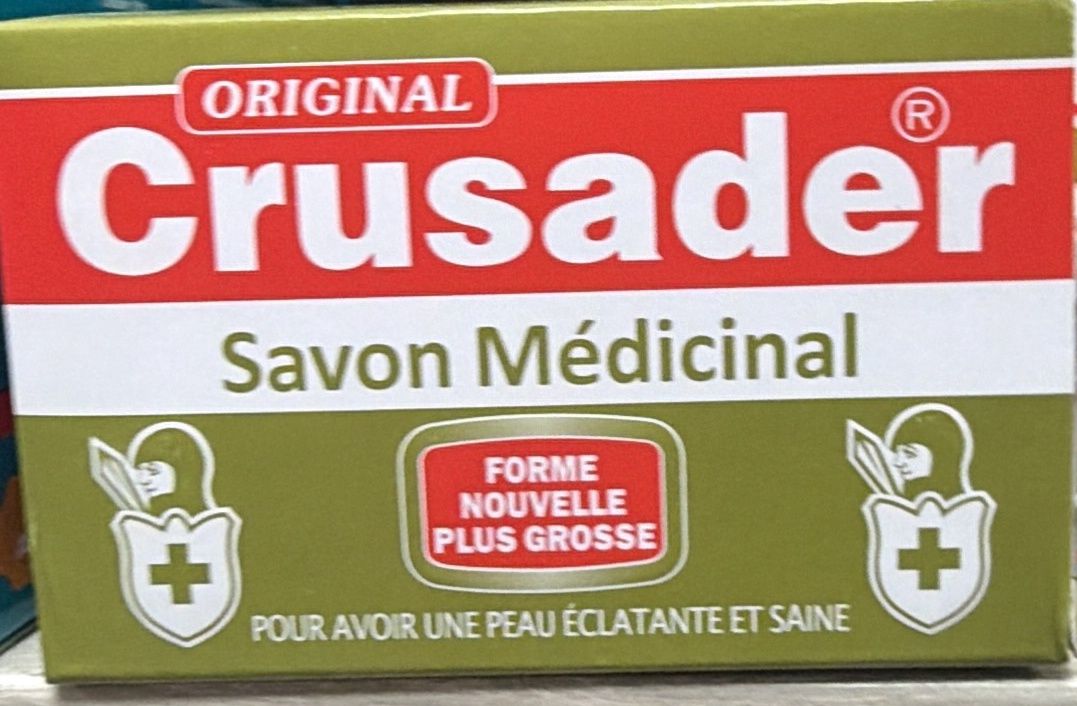 ORIGINAL
Crusader®
Savon Médicinal
FORME
NOUVELLE
PLUS GROSSE
POUR AVOIR UNE PEAU ÉCLATANTE ET SAINE